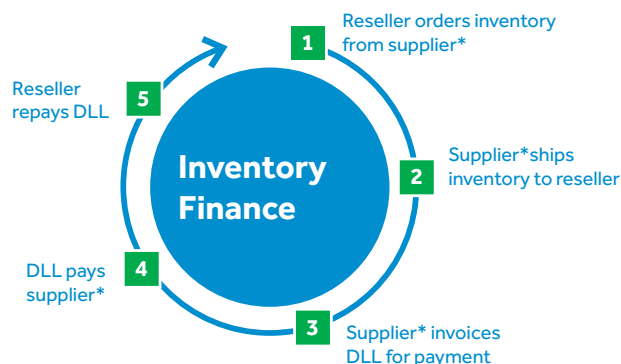 1
Reseller orders inventory
from supplier*
2
Supplier*ships
inventory to reseller
3
Supplier* invoices
DLL for payment
4
DLL pays
supplier*
5
Reseller
repays DLL
Inventory
Finance